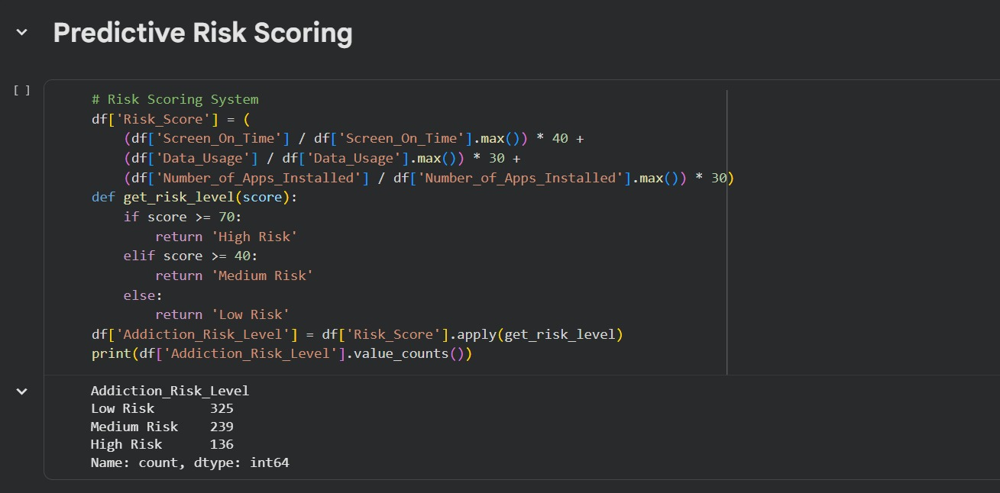 Predictive Risk Scoring
[ ]
# Risk Scoring System
df['Risk_Score'] = (
    (df['Screen_On_Time'] / df['Screen_On_Time'].max()) * 40 +
    (df['Data_Usage'] / df['Data_Usage'].max()) * 30 +
    (df['Number_of_Apps_Installed'] / df['Number_of_Apps_Installed'].max()) * 30)
def get_risk_level(score):
    if score >= 70:
        return 'High Risk'
    elif score >= 40:
        return 'Medium Risk'
    else:
        return 'Low Risk'
df['Addiction_Risk_Level'] = df['Risk_Score'].apply(get_risk_level)
print(df['Addiction_Risk_Level'].value_counts())
Addiction_Risk_Level
Low Risk       325
Medium Risk    239
High Risk      136
Name: count, dtype: int64